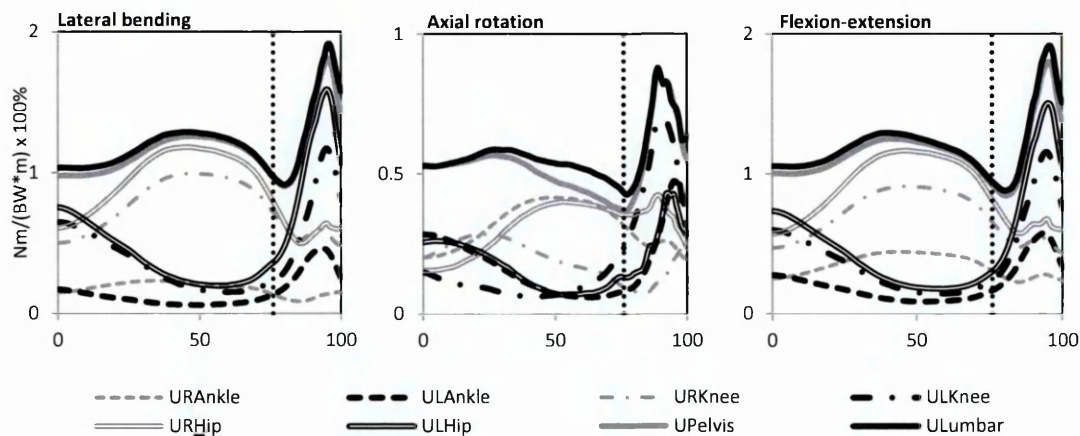 Lateral bending
Axial rotation
Flexion-extension
Nm/(BW*m) x 100%
2
1
0
0
50
100
1
0.5
0
0
50
100
2
1
0
0
50
100
URAnkle
ULAnkle
URKnee
ULKnee
URHip
ULHip
UPelvis
ULumbar